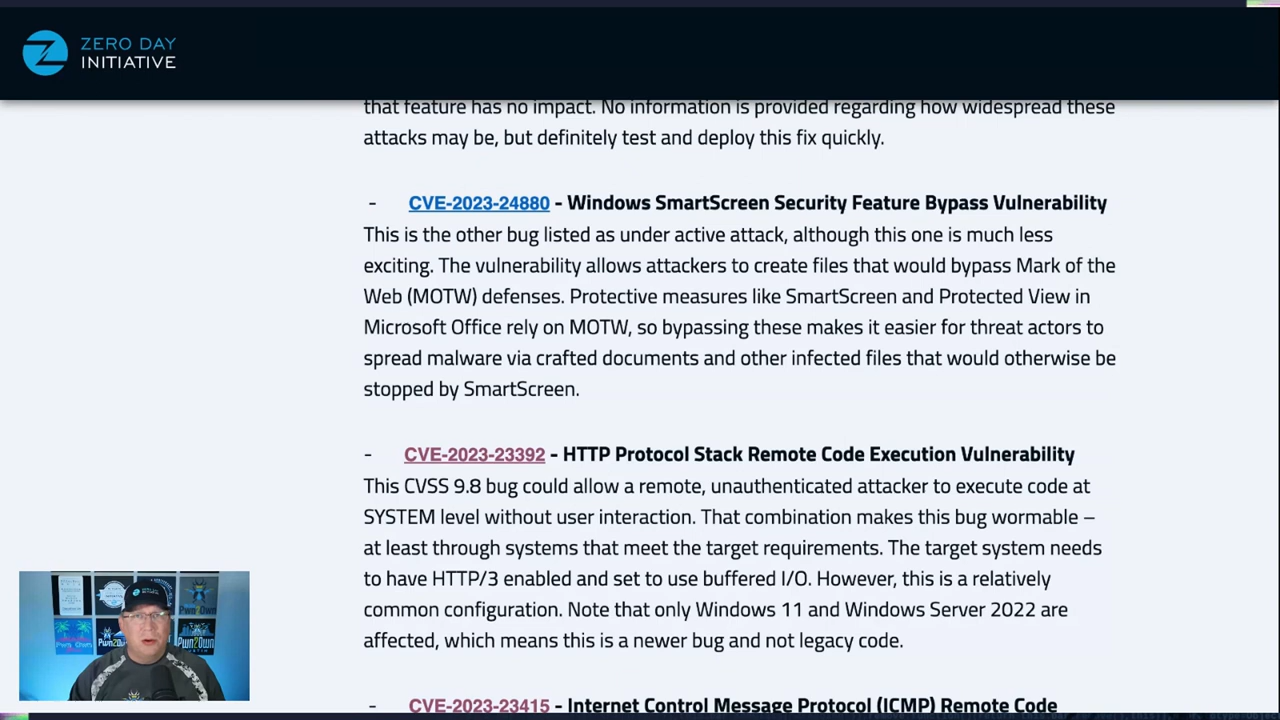 ZERO DAY
INITIATIVE
that feature has no impact. No information is provided regarding how widespread these
attacks may be, but definitely test and deploy this fix quickly.
- CVE-2023-24880 - Windows SmartScreen Security Feature Bypass Vulnerability
This is the other bug listed as under active attack, although this one is much less
exciting. The vulnerability allows attackers to create files that would bypass Mark of the
Web (MOTW) defenses. Protective measures like SmartScreen and Protected View in
Microsoft Office rely on MOTW, so bypassing these makes it easier for threat actors to
spread malware via crafted documents and other infected files that would otherwise be
stopped by SmartScreen.
- CVE-2023-23392 - HTTP Protocol Stack Remote Code Execution Vulnerability
This CVSS 9.8 bug could allow a remote, unauthenticated attacker to execute code at
SYSTEM level without user interaction. That combination makes this bug wormable –
at least through systems that meet the target requirements. The target system needs
to have HTTP/3 enabled and set to use buffered I/O. However, this is a relatively
common configuration. Note that only Windows 11 and Windows Server 2022 are
affected, which means this is a newer bug and not legacy code.
- CVE-2023-23415 - Internet Control Message Protocol (ICMP) Remote Code
Pwn2Own